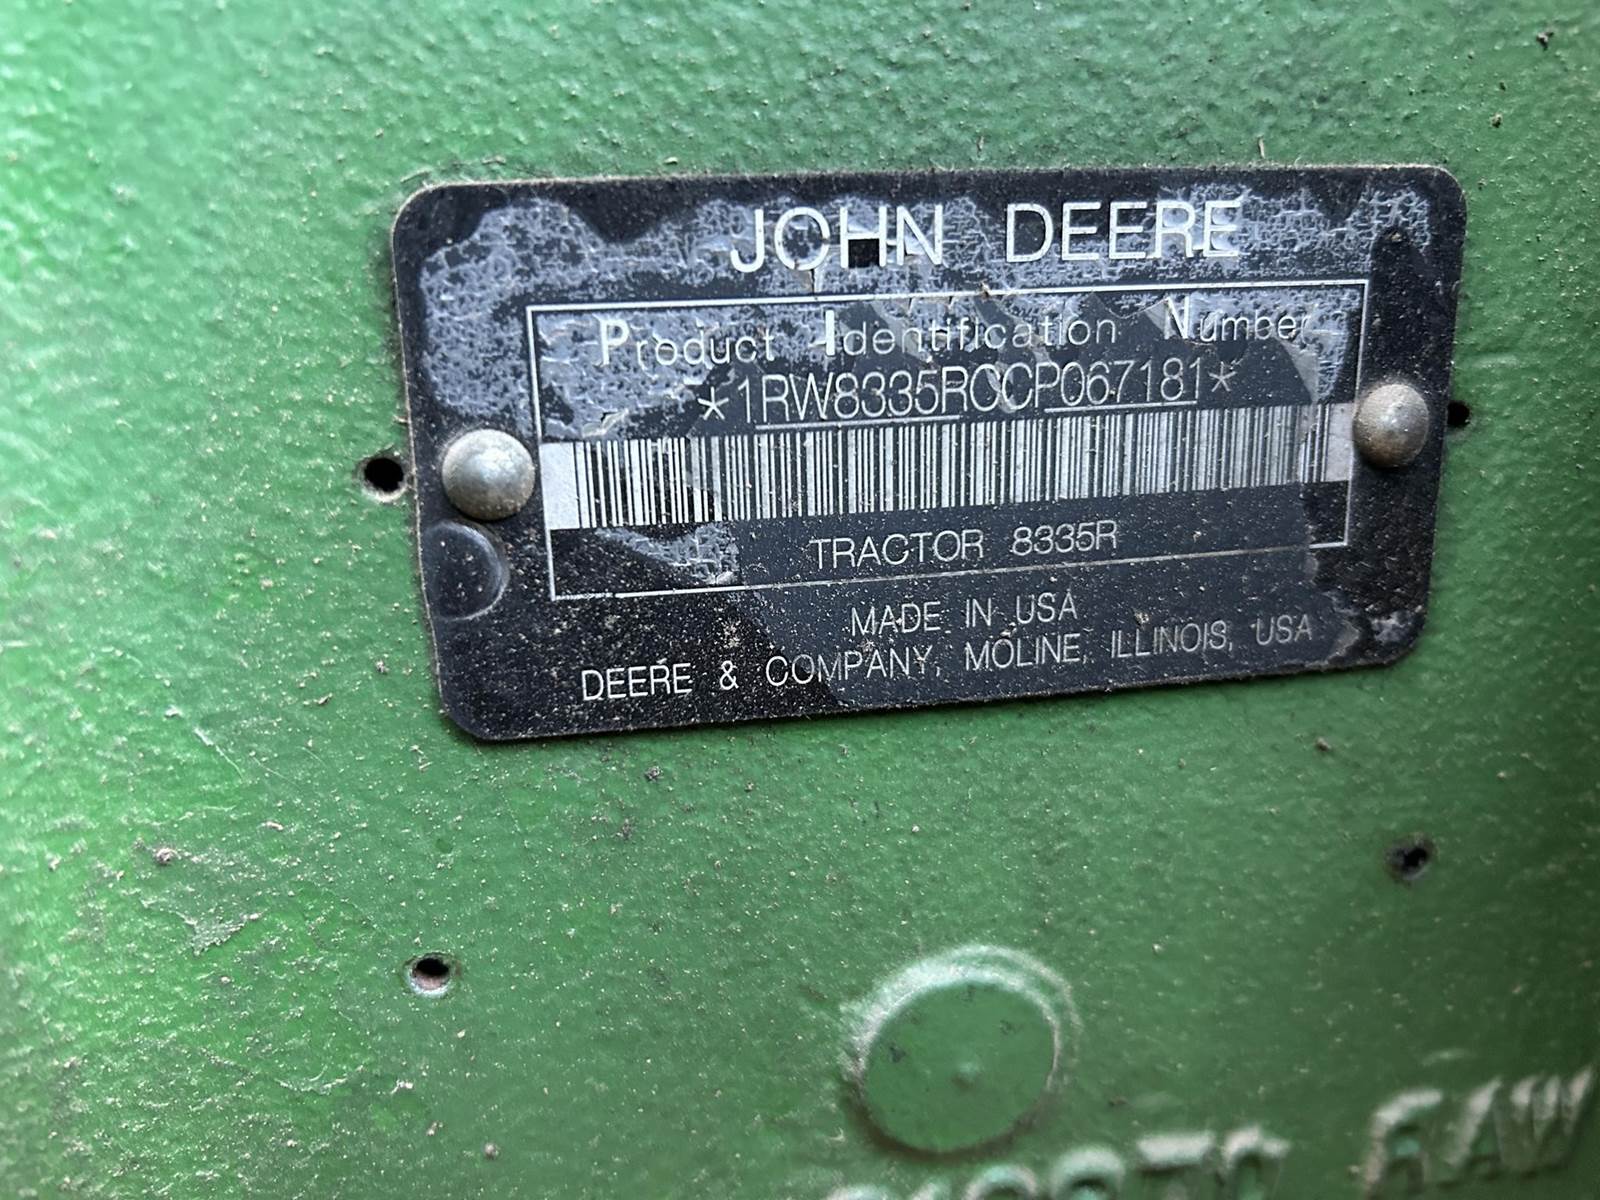 JOHN DEERE
Product Identification Number
*1RW8335RCCP067181*
TRACTOR 8335R
MADE IN USA
DEERE & COMPANY, MOLINE, ILLINOIS, USA